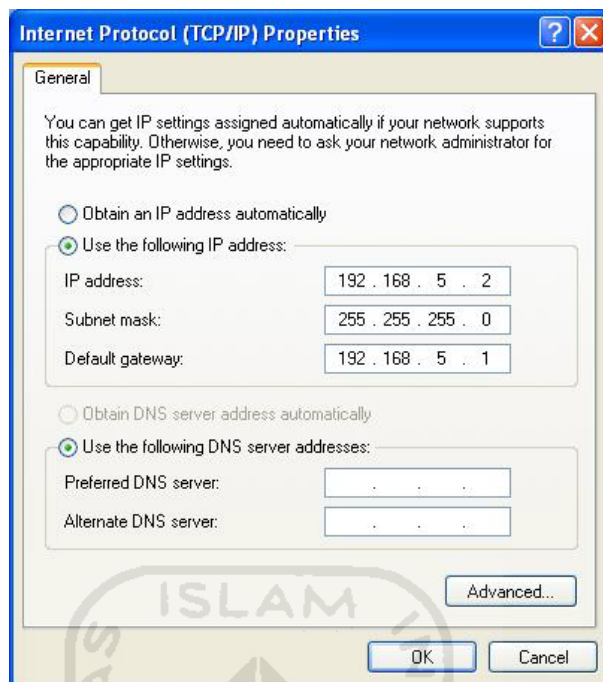 Internet Protocol (TCP/IP) Properties
General
You can get IP settings assigned automatically if your network supports
this capability. Otherwise, you need to ask your network administrator for
the appropriate IP settings.
Obtain an IP address automatically
Use the following IP address:
IP address: 192 . 168 . 5 . 2
Subnet mask: 255 . 255 . 255 . 0
Default gateway: 192 . 168 . 5 . 1
Obtain DNS server address automatically
Use the following DNS server addresses:
Preferred DNS server: . . .
Alternate DNS server: . . .
Advanced...
ISLAM
OK Cancel